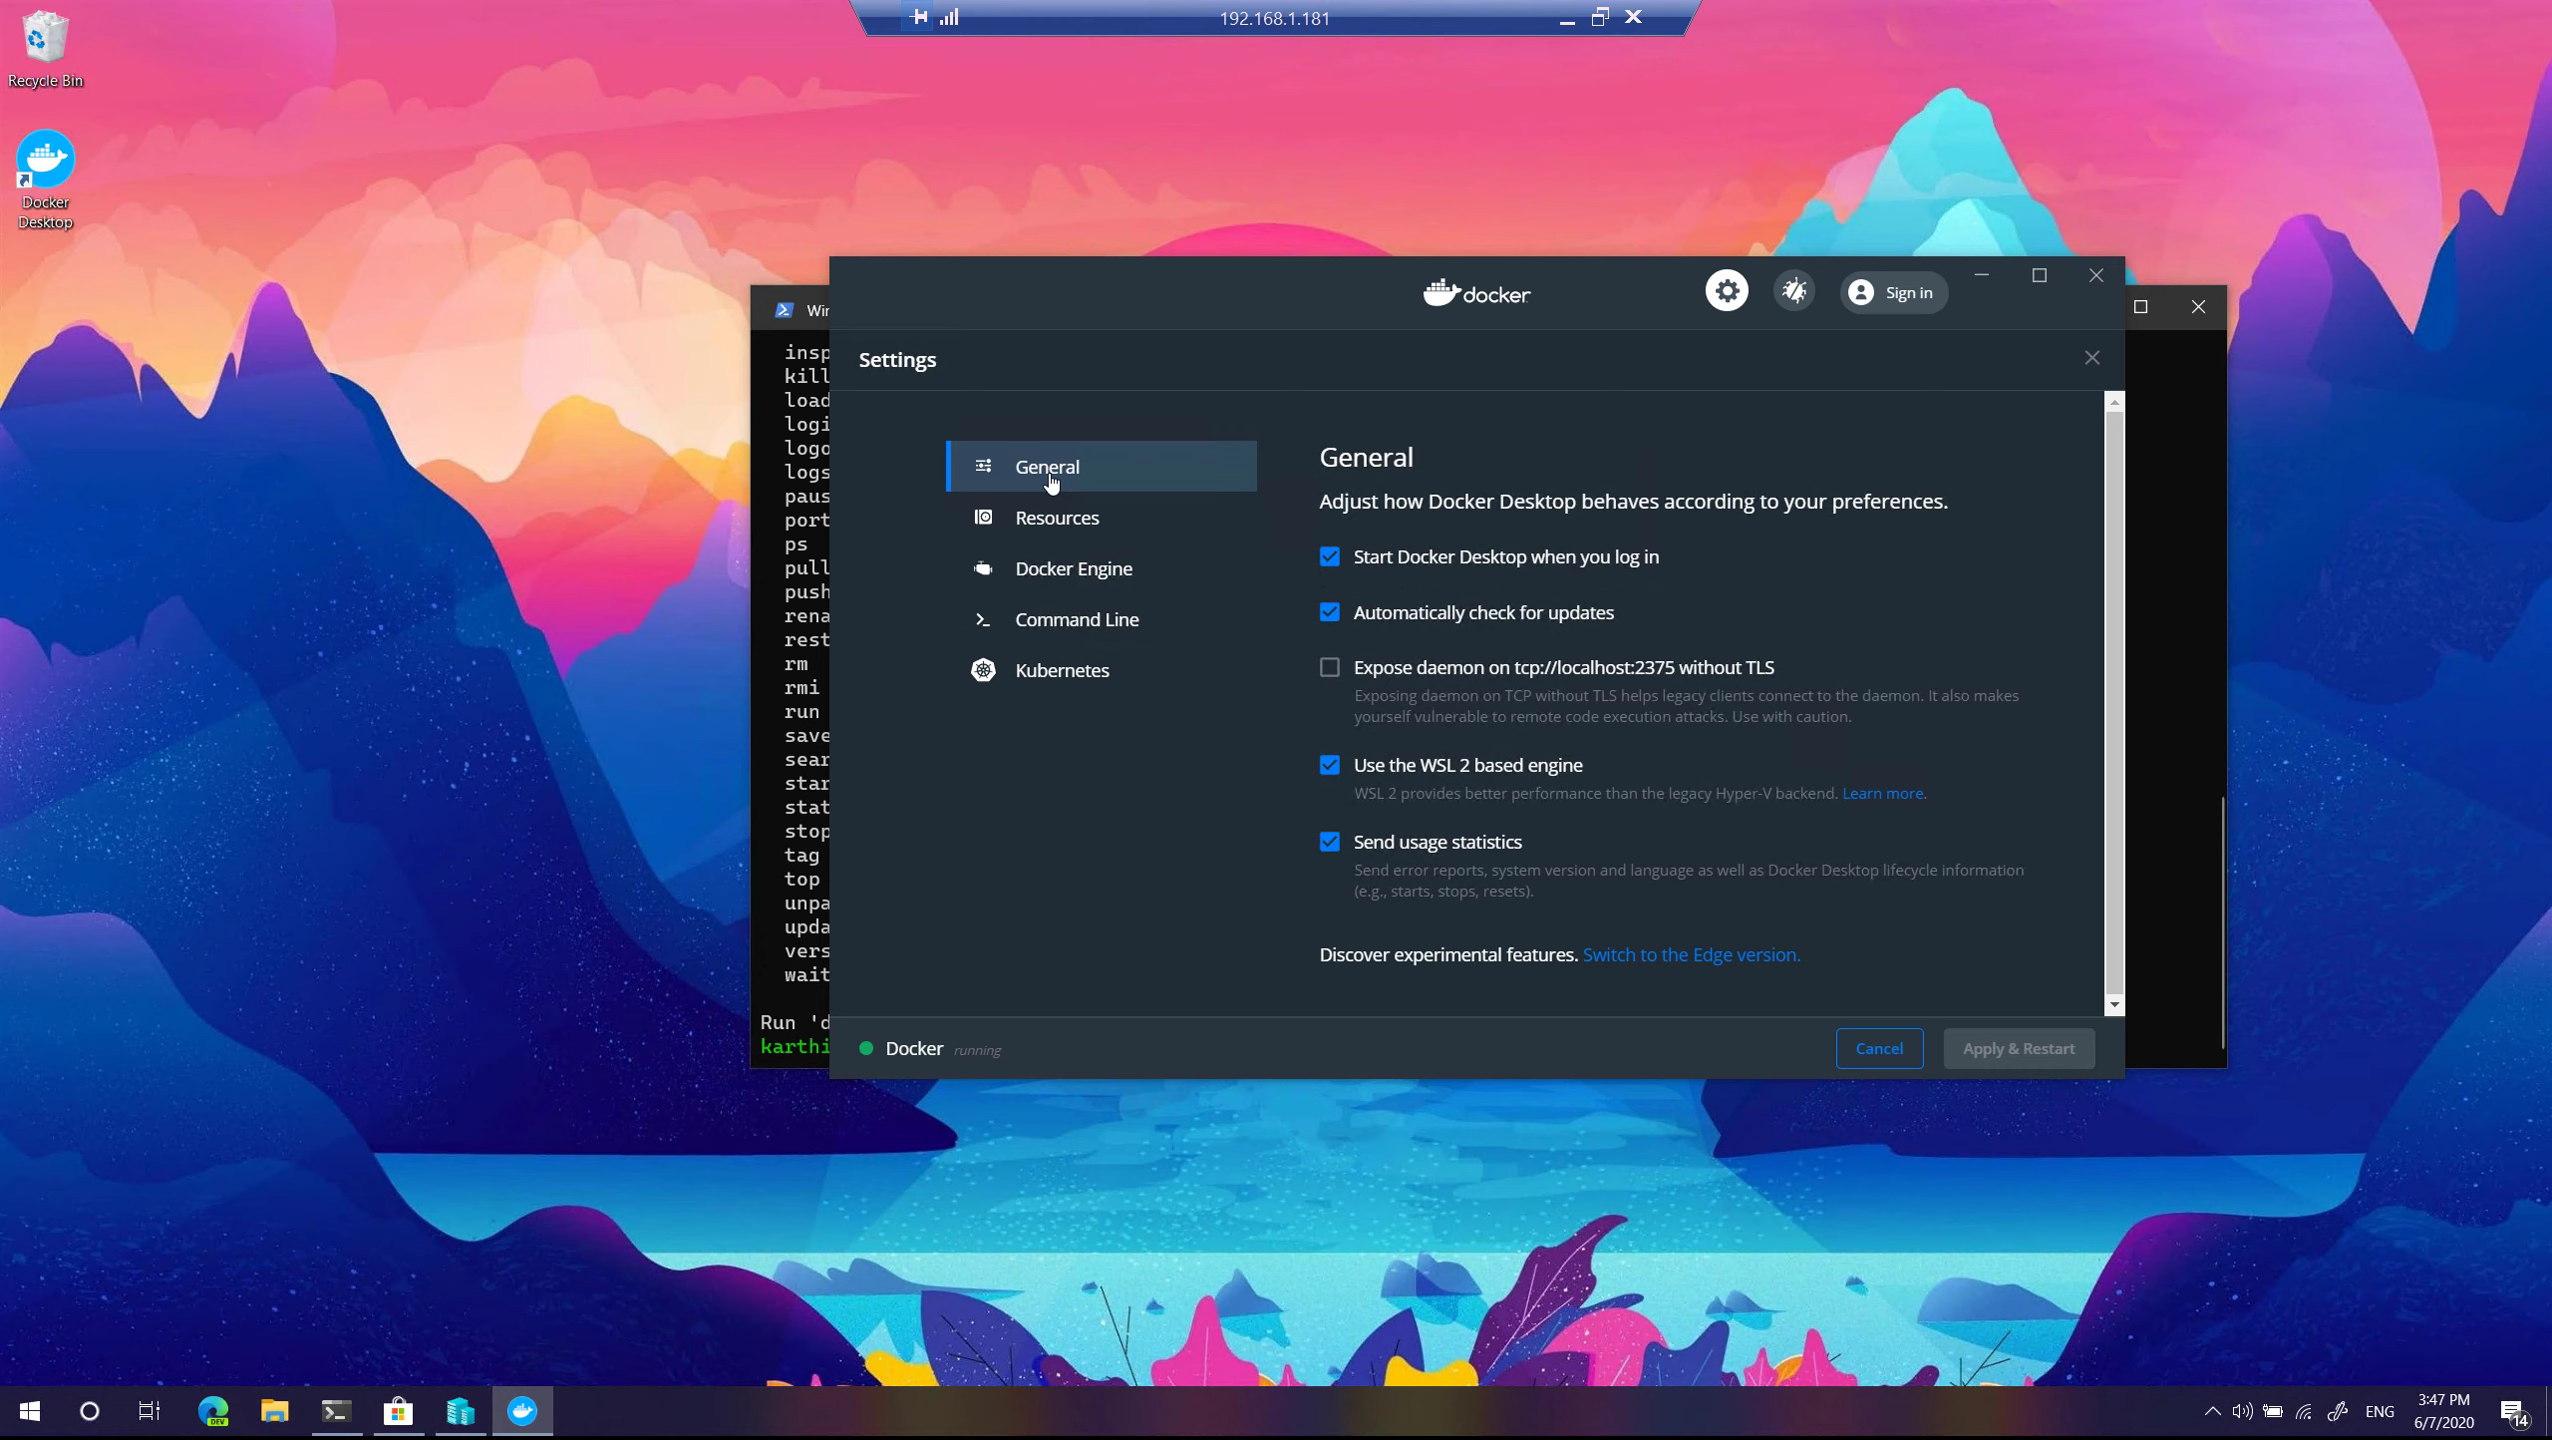 192.168.1.181
Recycle Bin
Docker
Desktop
docker
Sign in
Settings
General
Resources
Docker Engine
Command Line
Kubernetes
General
Adjust how Docker Desktop behaves according to your preferences.
Start Docker Desktop when you log in
Automatically check for updates
Expose daemon on tcp://localhost:2375 without TLS
Exposing daemon on TCP without TLS helps legacy clients connect to the daemon. It also makes
yourself vulnerable to remote code execution attacks. Use with caution.
Use the WSL 2 based engine
WSL 2 provides better performance than the legacy Hyper-V backend. Learn more.
Send usage statistics
Send error reports, system version and language as well as Docker Desktop lifecycle information
(e.g., starts, stops, resets).
Discover experimental features. Switch to the Edge version.
Docker running
Cancel
Apply & Restart
Wir
insp
kill
load
logi
logo
logs
paus
port
ps
pull
push
rena
rest
rm
rmi
run
save
sear
star
stat
stop
tag
top
unpa
upda
vers
wait
Run 'd
karthi
DEV
ENG
3:47 PM
6/7/2020
14